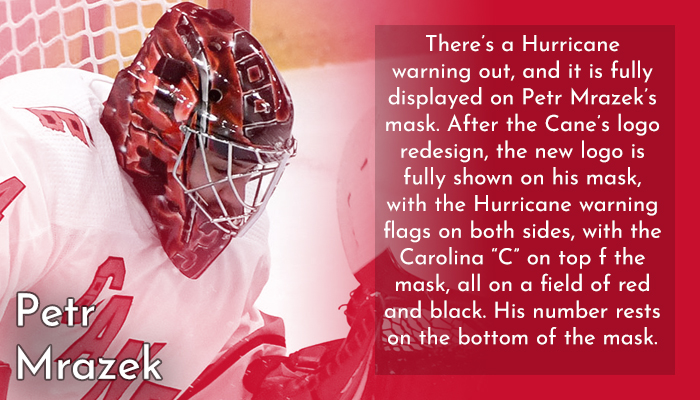 There's a Hurricane
warning out, and it is fully
displayed on Petr Mrazek's
mask. After the Cane's logo
redesign, the new logo is
fully shown on his mask,
with the Hurricane warning
flags on both sides, with the
Carolina "C" on top f the
mask, all on a field of red
and black. His number rests
on the bottom of the mask.
Petr
Mrazek